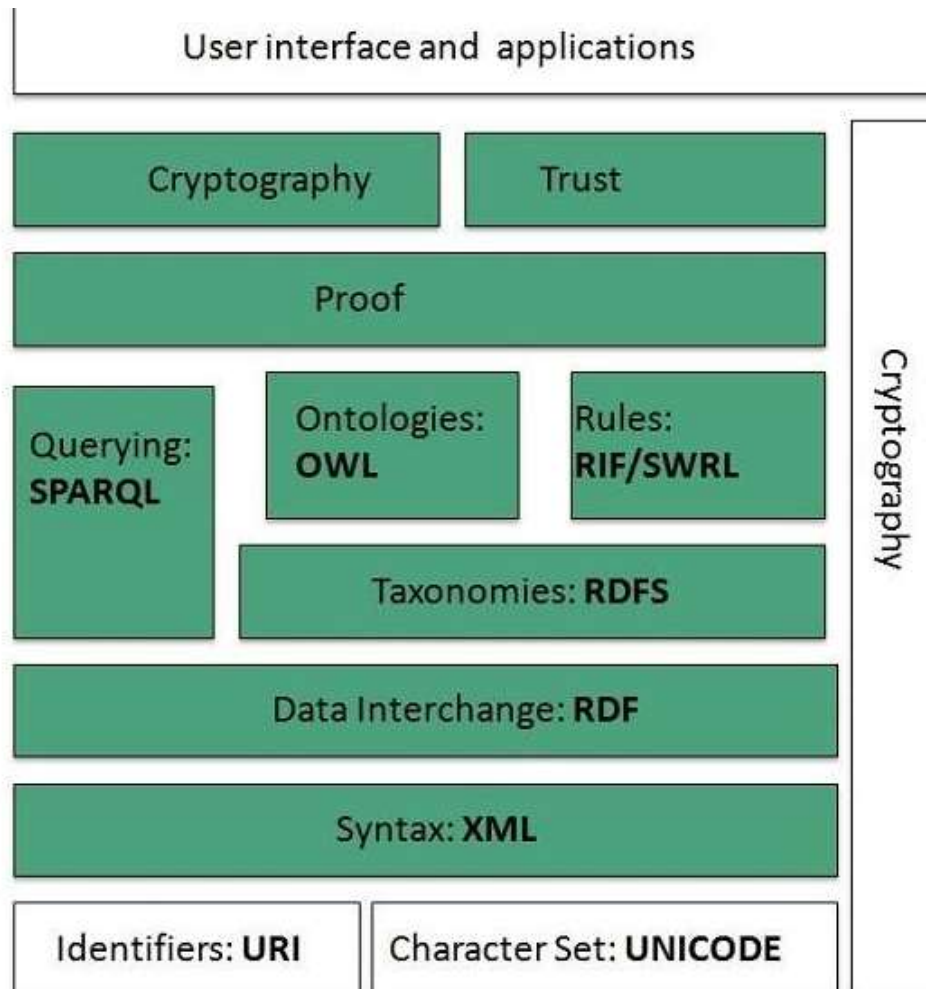 User interface and applications
Cryptography
Trust
Proof
Querying:
SPARQL
Ontologies:
OWL
Rules:
RIF/SWRL
Taxonomies: RDFS
Data Interchange: RDF
Syntax: XML
Identifiers: URI
Character Set: UNICODE
Cryptography